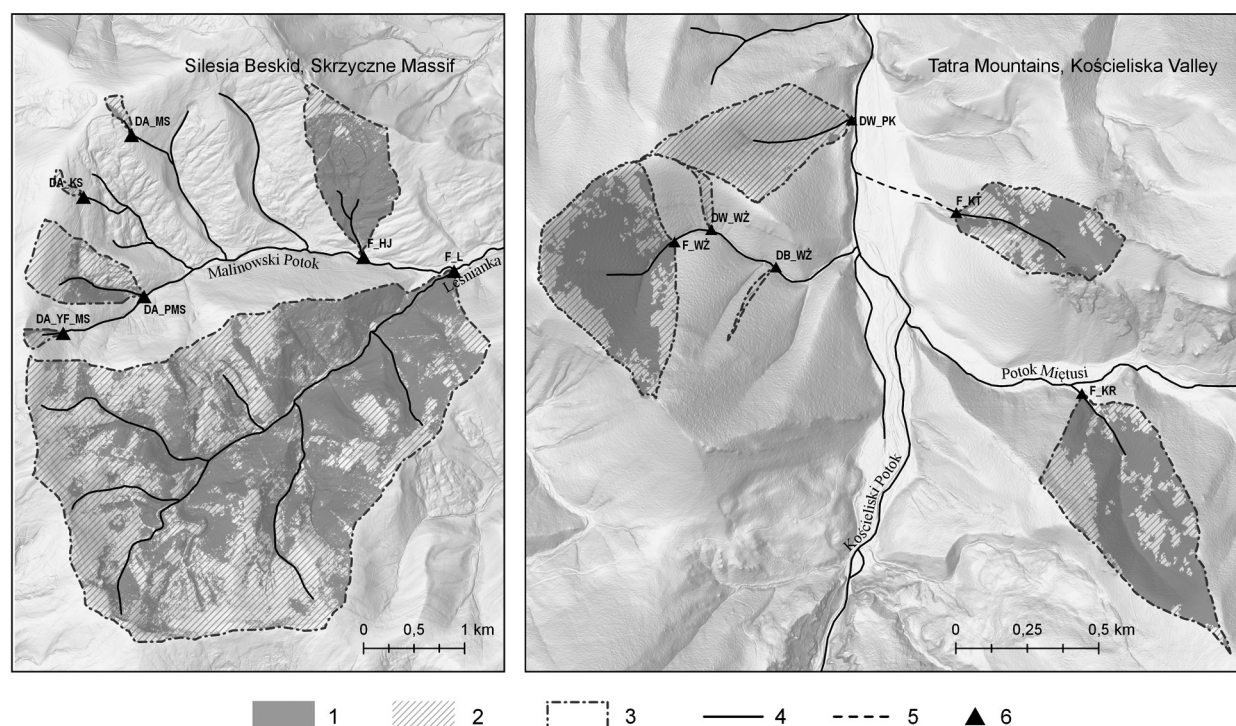 Silesia Beskid, Skrzyczne Massif
DA_MS
DA_KS
F_HJ
F_L
Malinowski Potok
Leśnianka
DA_PMS
DA_YF_MS
0 0,5 1 km
Tatra Mountains, Kościeliska Valley
DW_PK
F_KT
DW_WŻ
F_WŻ
DB_WŻ
Potok Miętusi
F_KR
Kościeliski Potok
0 0,25 0,5 km
1 2 3 4 5 6